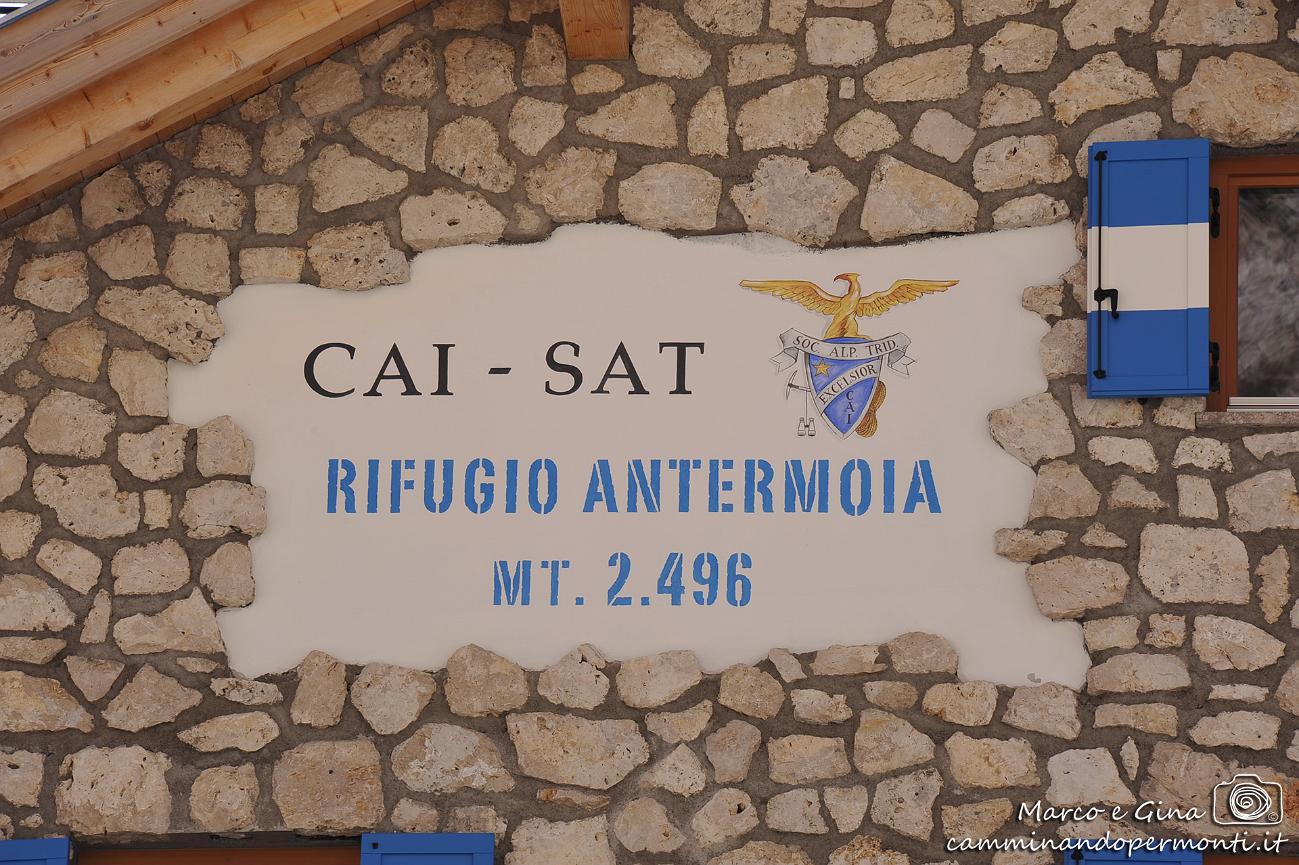 CAI - SAT
SOC. ALP. TRID.
EXCELSIOR
CAI
RIFUGIO ANTERMOIA
MT. 2.496
Marco e Gina
camminandopermonti.it